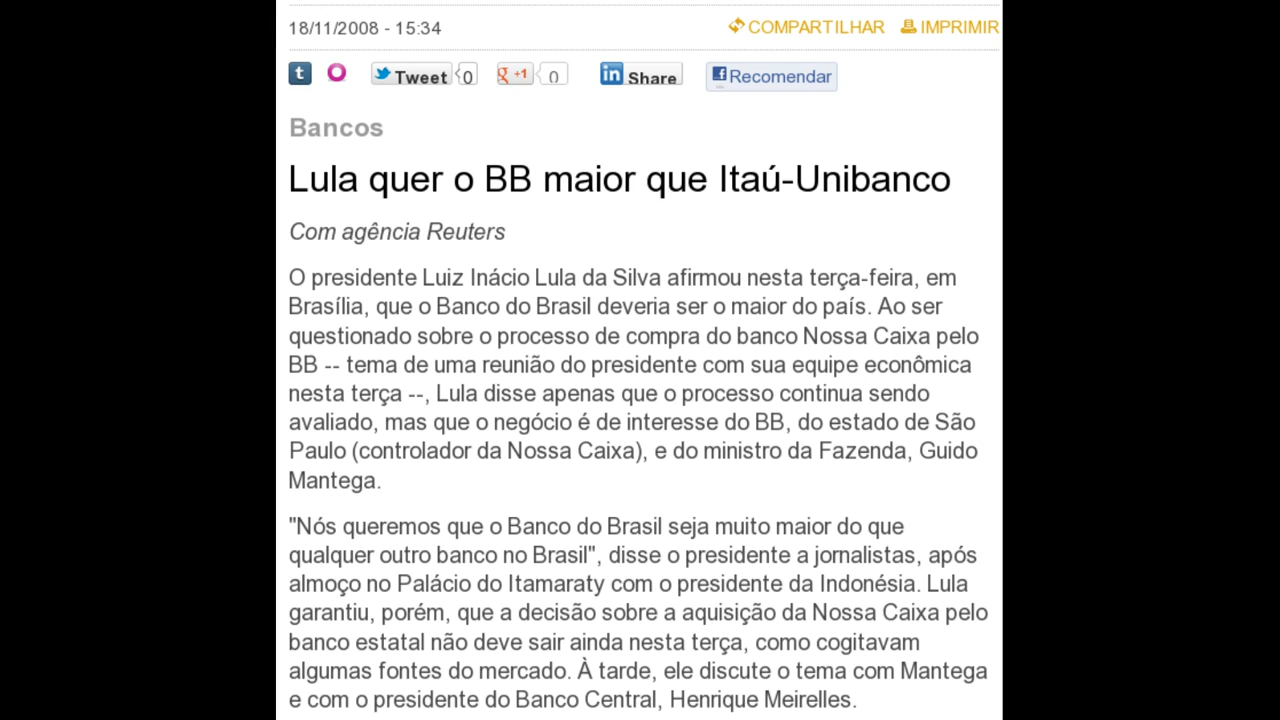 18/11/2008 - 15:34 COMPARTILHAR IMPRIMIR
t Tweet 0 g +1 0 in Share f Recomendar
Bancos
Lula quer o BB maior que Itaú-Unibanco
Com agência Reuters
O presidente Luiz Inácio Lula da Silva afirmou nesta terça-feira, em
Brasília, que o Banco do Brasil deveria ser o maior do país. Ao ser
questionado sobre o processo de compra do banco Nossa Caixa pelo
BB -- tema de uma reunião do presidente com sua equipe econômica
nesta terça --, Lula disse apenas que o processo continua sendo
avaliado, mas que o negócio é de interesse do BB, do estado de São
Paulo (controlador da Nossa Caixa), e do ministro da Fazenda, Guido
Mantega.
"Nós queremos que o Banco do Brasil seja muito maior do que
qualquer outro banco no Brasil", disse o presidente a jornalistas, após
almoço no Palácio do Itamaraty com o presidente da Indonésia. Lula
garantiu, porém, que a decisão sobre a aquisição da Nossa Caixa pelo
banco estatal não deve sair ainda nesta terça, como cogitavam
algumas fontes do mercado. À tarde, ele discute o tema com Mantega
e com o presidente do Banco Central, Henrique Meirelles.